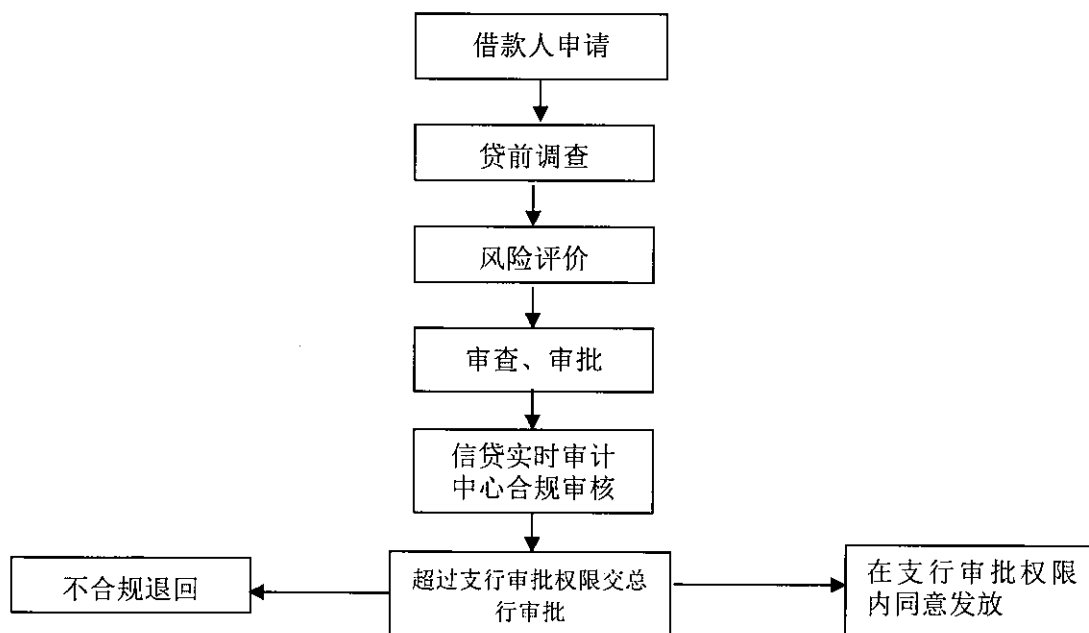 借款人申请
贷前调查
风险评价
审查、审批
信贷实时审计
中心合规审核
不合规退回
超过支行审批权限交总
行审批
在支行审批权限
内同意发放